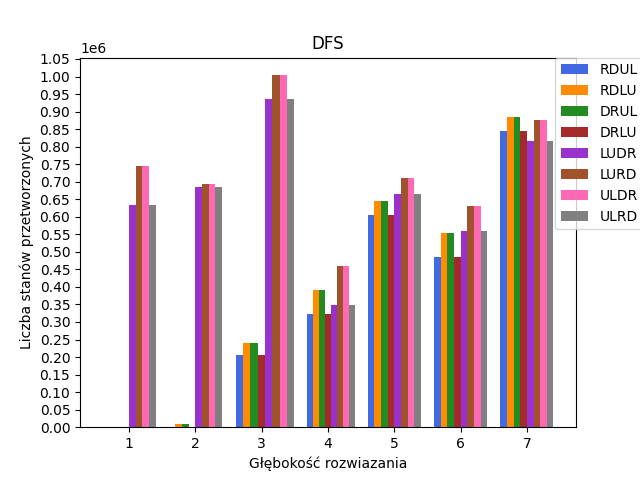 DFS
1e6
1.05
1.00
0.95
0.90
0.85
0.80
0.75
0.70
0.65
0.60
0.55
0.50
0.45
0.40
0.35
0.30
0.25
0.20
0.15
0.10
0.05
0.00
Liczba stanów przetworzonych
1 2 3 4 5 6 7
Głębokość rozwiazania
RDUL
RDLU
DRUL
DRLU
LUDR
LURD
ULDR
ULRD